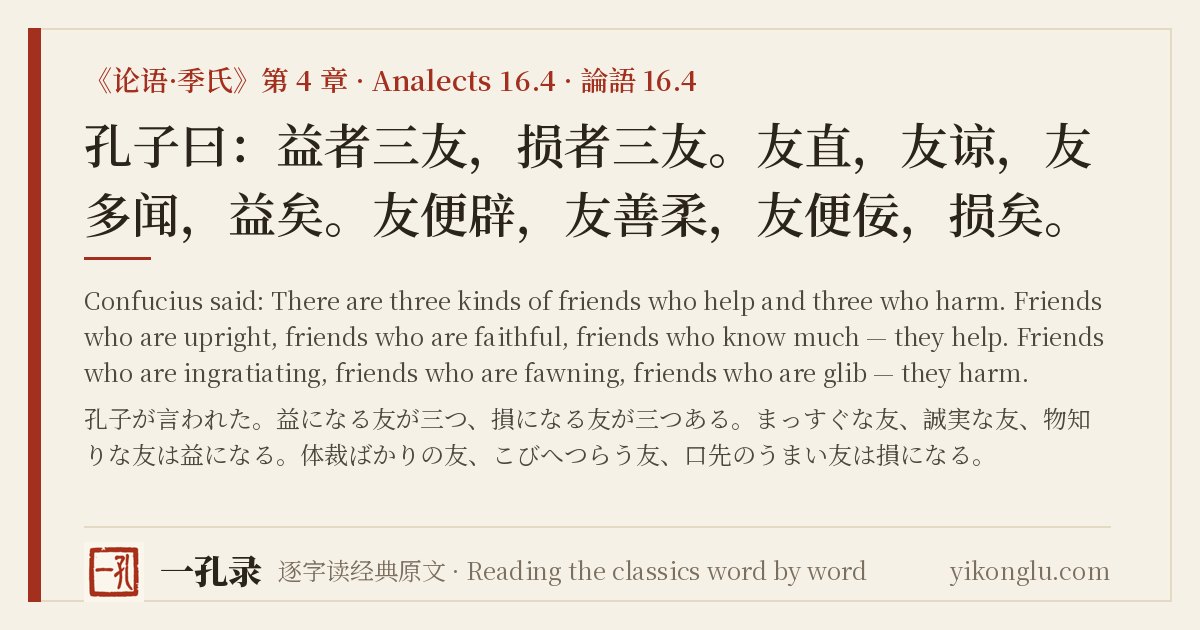 《论语·季氏》第 4 章 · Analects 16.4 · 論語 16.4
孔子曰：益者三友，损者三友。友直，友谅，友
多闻，益矣。友便辟，友善柔，友便佞，损矣。
Confucius said: There are three kinds of friends who help and three who harm. Friends
who are upright, friends who are faithful, friends who know much — they help. Friends
who are ingratiating, friends who are fawning, friends who are glib — they harm.
孔子が言われた。益になる友が三つ、損になる友が三つある。まっすぐな友、誠実な友、物知
りな友は益になる。体裁ばかりの友、こびへつらう友、口先のうまい友は損になる。
一孔
一孔录 逐字读经典原文 · Reading the classics word by word yikonglu.com